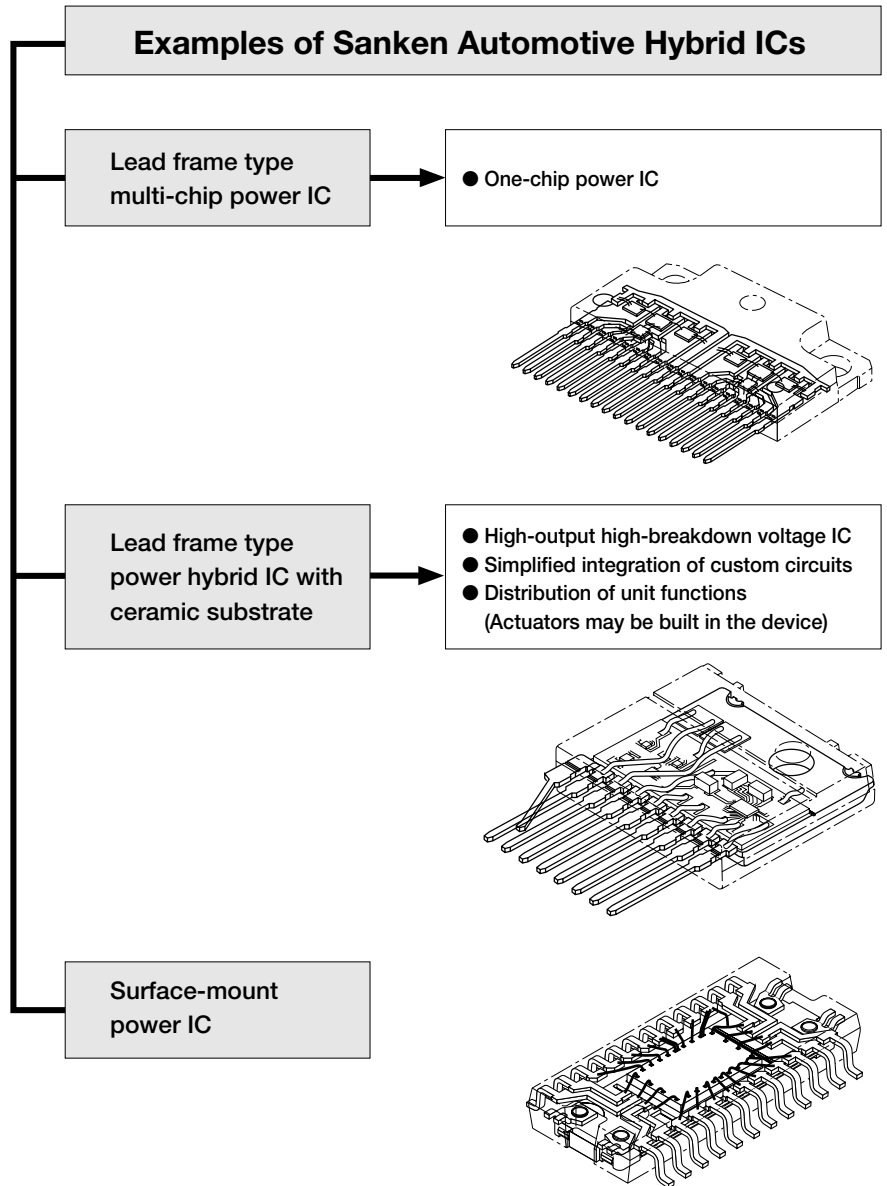 Examples of Sanken Automotive Hybrid ICs
Lead frame type
multi-chip power IC
● One-chip power IC
Lead frame type
power hybrid IC with
ceramic substrate
● High-output high-breakdown voltage IC
● Simplified integration of custom circuits
● Distribution of unit functions
(Actuators may be built in the device)
Surface-mount
power IC